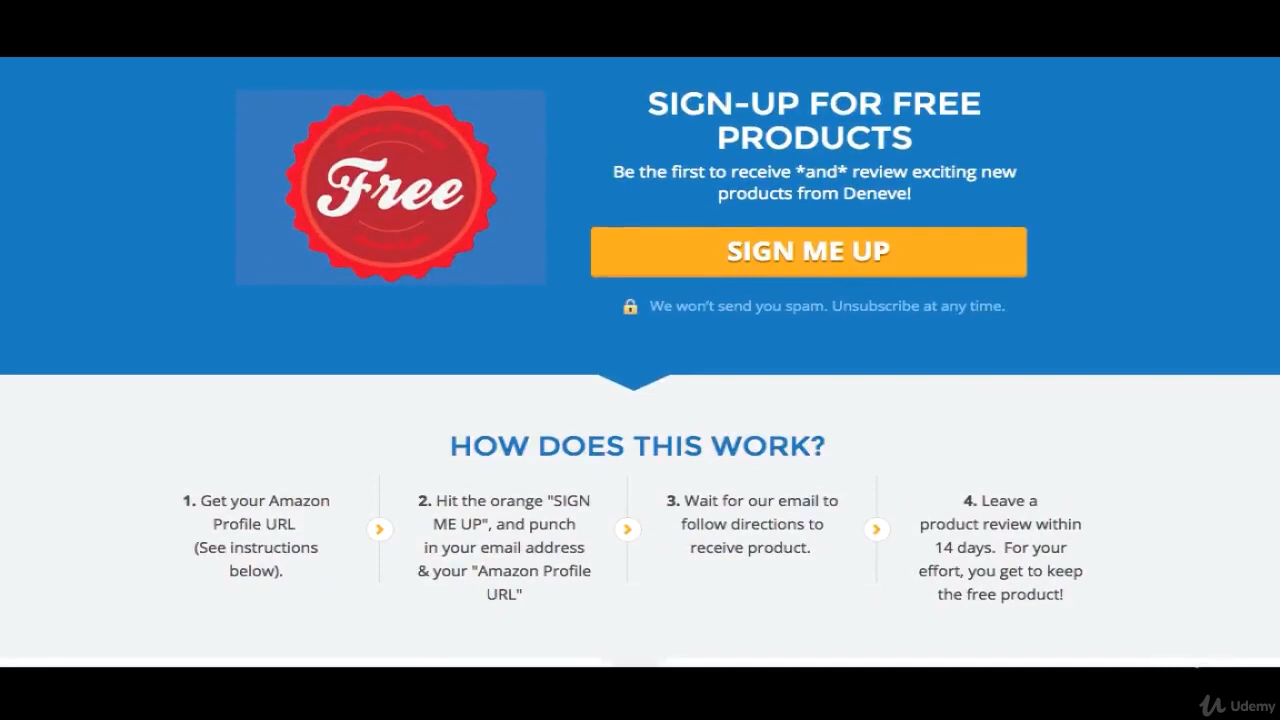 Free
SIGN-UP FOR FREE
PRODUCTS
Be the first to receive *and* review exciting new
products from Deneve!
SIGN ME UP
We won't send you spam. Unsubscribe at any time.
HOW DOES THIS WORK?
1. Get your Amazon
Profile URL
(See instructions
below).
2. Hit the orange "SIGN
ME UP", and punch
in your email address
& your "Amazon Profile
URL"
3. Wait for our email to
follow directions to
receive product.
4. Leave a
product review within
14 days. For your
effort, you get to keep
the free product!
Udemy